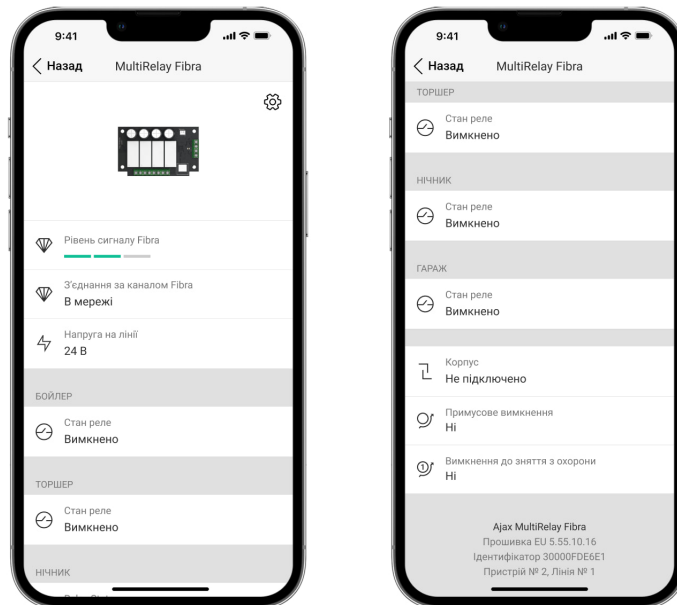 9:41
Назад
MultiRelay Fibra
Рівень сигналу Fibra
З’єднання за каналом Fibra
В мережі
Напруга на лінії
24 В
БОЙЛЕР
Стан реле
Вимкнено
ТОРШЕР
Стан реле
Вимкнено
НІЧНИК
9:41
Назад
MultiRelay Fibra
ТОРШЕР
Стан реле
Вимкнено
НІЧНИК
Стан реле
Вимкнено
ГАРАЖ
Стан реле
Вимкнено
Корпус
Не підключено
Примусове вимкнення
Ні
Вимкнення до зняття з охорони
Ні
Ajax MultiRelay Fibra
Прошивка EU 5.55.10.16
Ідентифікатор 30000FDE6E1
Пристрій № 2, Лінія № 1